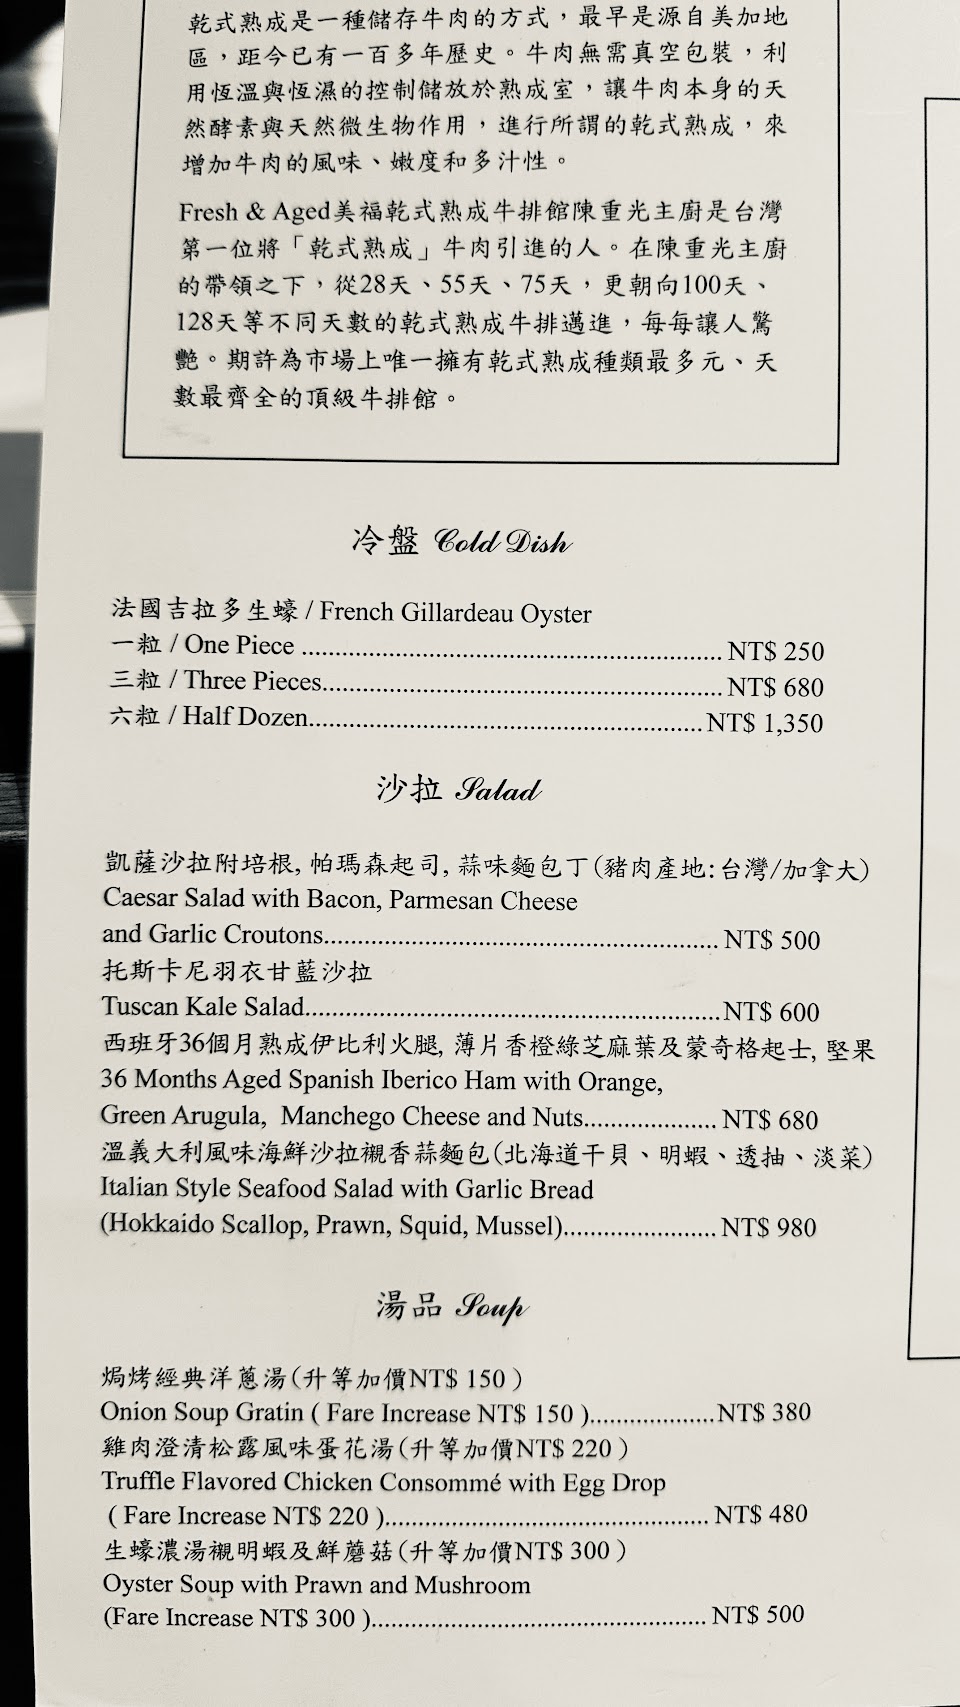 乾式熟成是一種儲存牛肉的方式，最早是源自美加地
區，距今已有一百多年歷史。牛肉無需真空包裝，利
用恆溫與恆濕的控制儲放於熟成室，讓牛肉本身的天
然酵素與天然微生物作用，進行所謂的乾式熟成，來
增加牛肉的風味、嫩度和多汁性。
Fresh & Aged美福乾式熟成牛排館陳重光主廚是台灣
第一位將「乾式熟成」牛肉引進的人。在陳重光主廚
的帶領之下，從28天、55天、75天，更朝向100天、
128天等不同天數的乾式熟成牛排邁進，每每讓人驚
艷。期許為市場上唯一擁有乾式熟成種類最多元、天
數最齊全的頂級牛排館。
冷盤 Cold Dish
法國吉拉多生蠔 / French Gillardeau Oyster
一粒 / One Piece ........................................................ NT$ 250
三粒 / Three Pieces..................................................... NT$ 680
六粒 / Half Dozen.................................................... NT$ 1,350
沙拉 Salad
凱薩沙拉附培根, 帕瑪森起司, 蒜味麵包丁(豬肉產地:台灣/加拿大)
Caesar Salad with Bacon, Parmesan Cheese
and Garlic Croutons..................................................... NT$ 500
托斯卡尼羽衣甘藍沙拉
Tuscan Kale Salad........................................................NT$ 600
西班牙36個月熟成伊比利火腿, 薄片香橙綠芝麻葉及蒙奇格起士, 堅果
36 Months Aged Spanish Iberico Ham with Orange,
Green Arugula, Manchego Cheese and Nuts.................... NT$ 680
溫義大利風味海鮮沙拉襯香蒜麵包(北海道干貝、明蝦、透抽、淡菜)
Italian Style Seafood Salad with Garlic Bread
(Hokkaido Scallop, Prawn, Squid, Mussel)....................... NT$ 980
湯品 Soup
焗烤經典洋蔥湯(升等加價NT$ 150 )
Onion Soup Gratin ( Fare Increase NT$ 150 )...................NT$ 380
雞肉澄清松露風味蛋花湯(升等加價NT$ 220 )
Truffle Flavored Chicken Consommé with Egg Drop
( Fare Increase NT$ 220 )................................................. NT$ 480
生蠔濃湯襯明蝦及鮮蘑菇(升等加價NT$ 300 )
Oyster Soup with Prawn and Mushroom
(Fare Increase NT$ 300 )................................................... NT$ 500